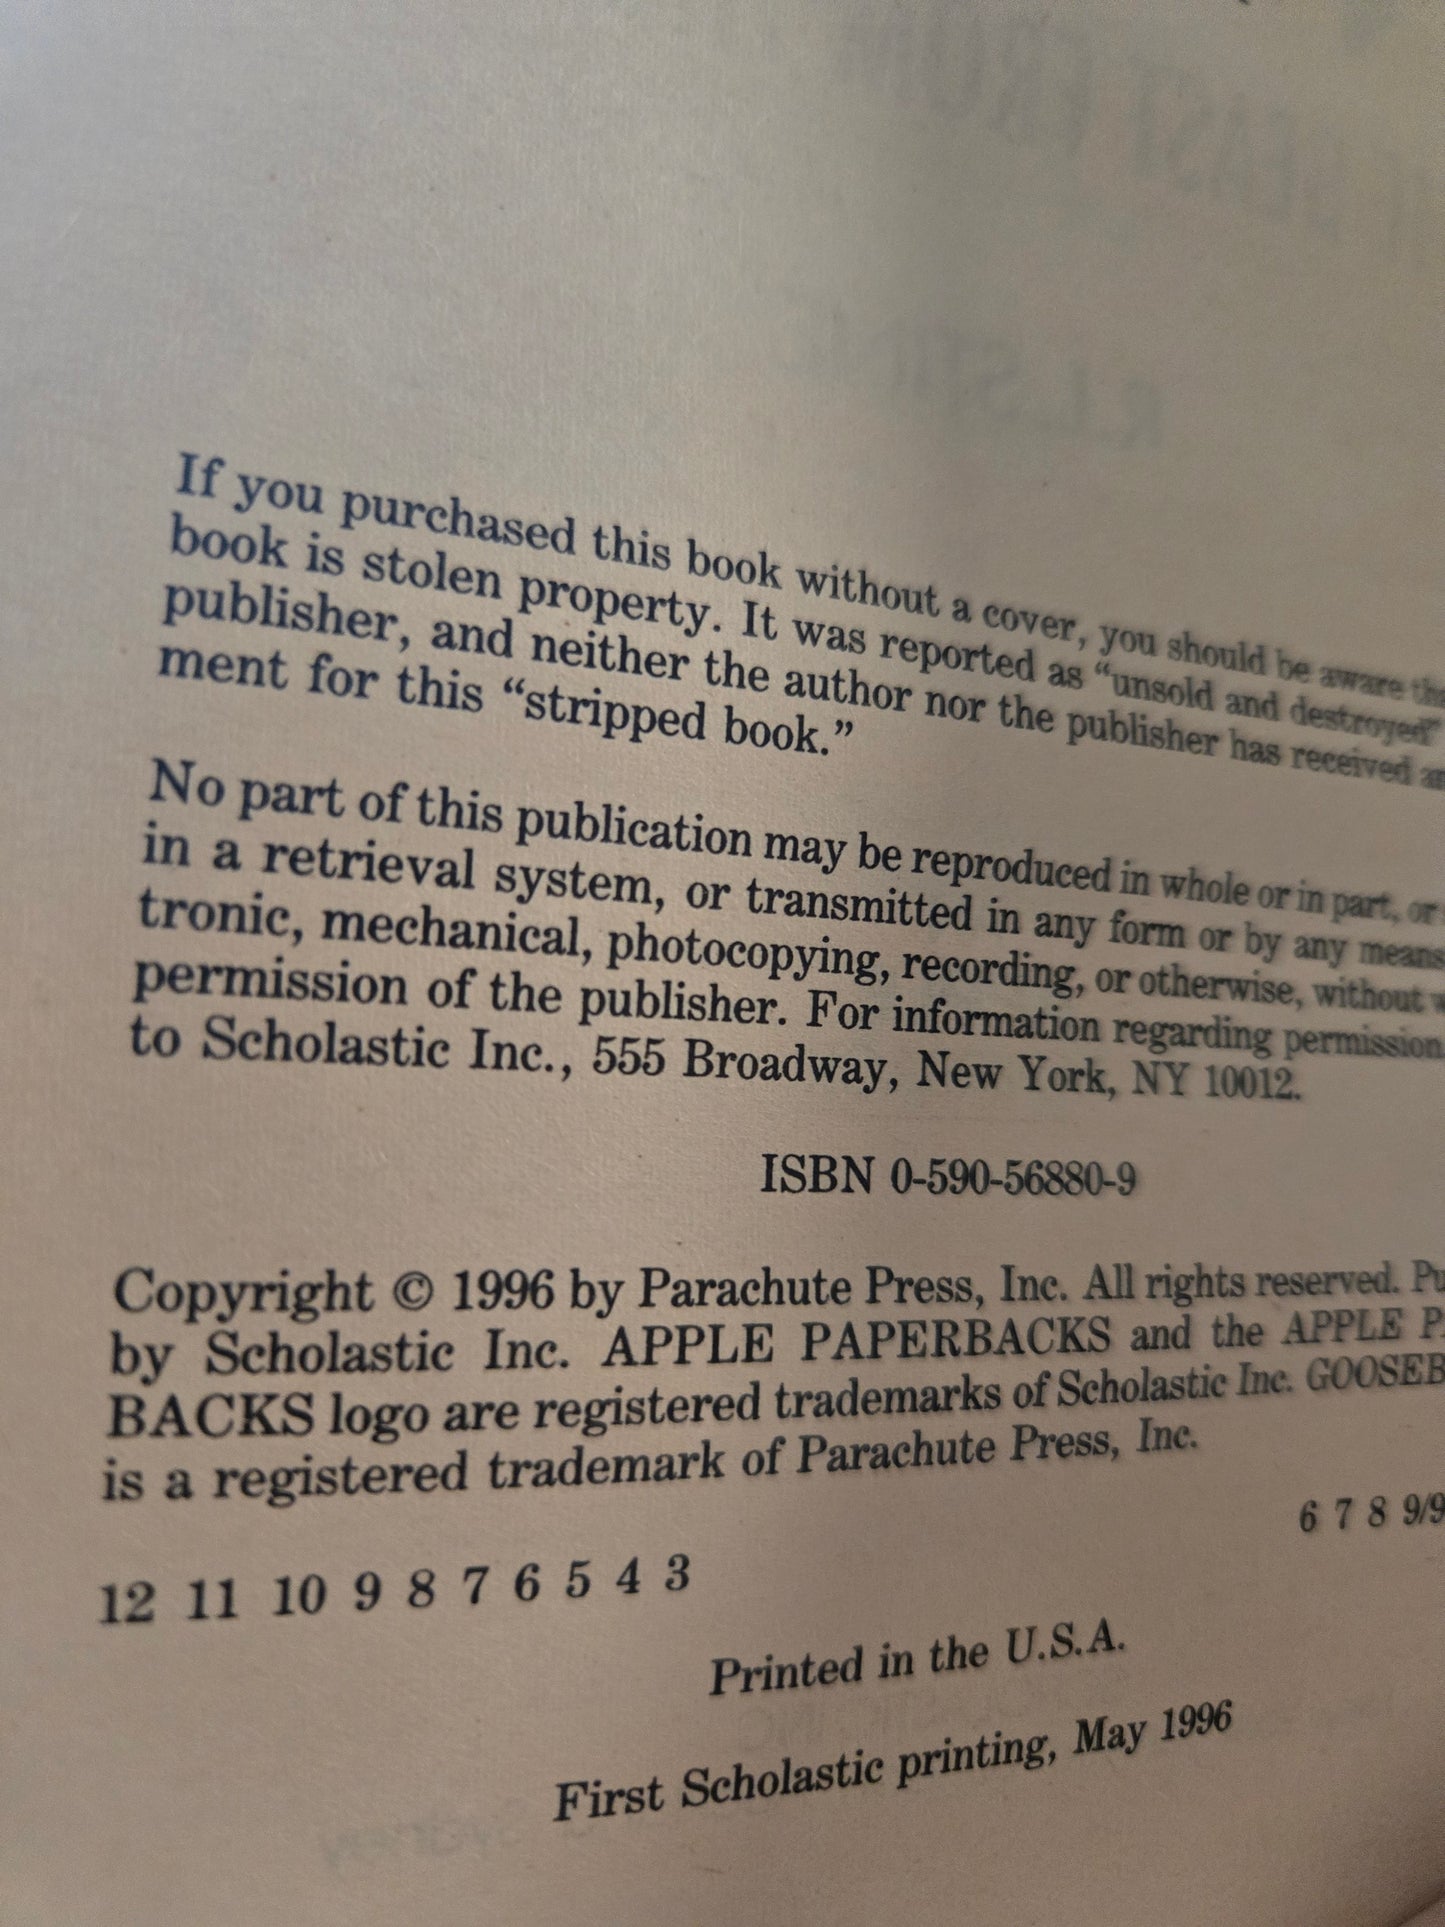 If you purchased this book without a cover, you should be aware
book is stolen property. It was reported as “unsold and destroyed”
publisher, and neither the author nor the publisher has received
ment for this “stripped book.”
No part of this publication may be reproduced in whole or in part, or
in a retrieval system, or transmitted in any form or by any means
tronic, mechanical, photocopying, recording, or otherwise, without
permission of the publisher. For information regarding permission
to Scholastic Inc., 555 Broadway, New York, NY 10012.
ISBN 0-590-56880-9
Copyright © 1996 by Parachute Press, Inc. All rights reserved.
by Scholastic Inc. APPLE PAPERBACKS and the APPLE
BACKS logo are registered trademarks of Scholastic Inc. GOOSEB
is a registered trademark of Parachute Press, Inc.
12 11 10 9 8 7 6 5 4 3
6 7 8 9/9
Printed in the U.S.A.
First Scholastic printing, May 1996